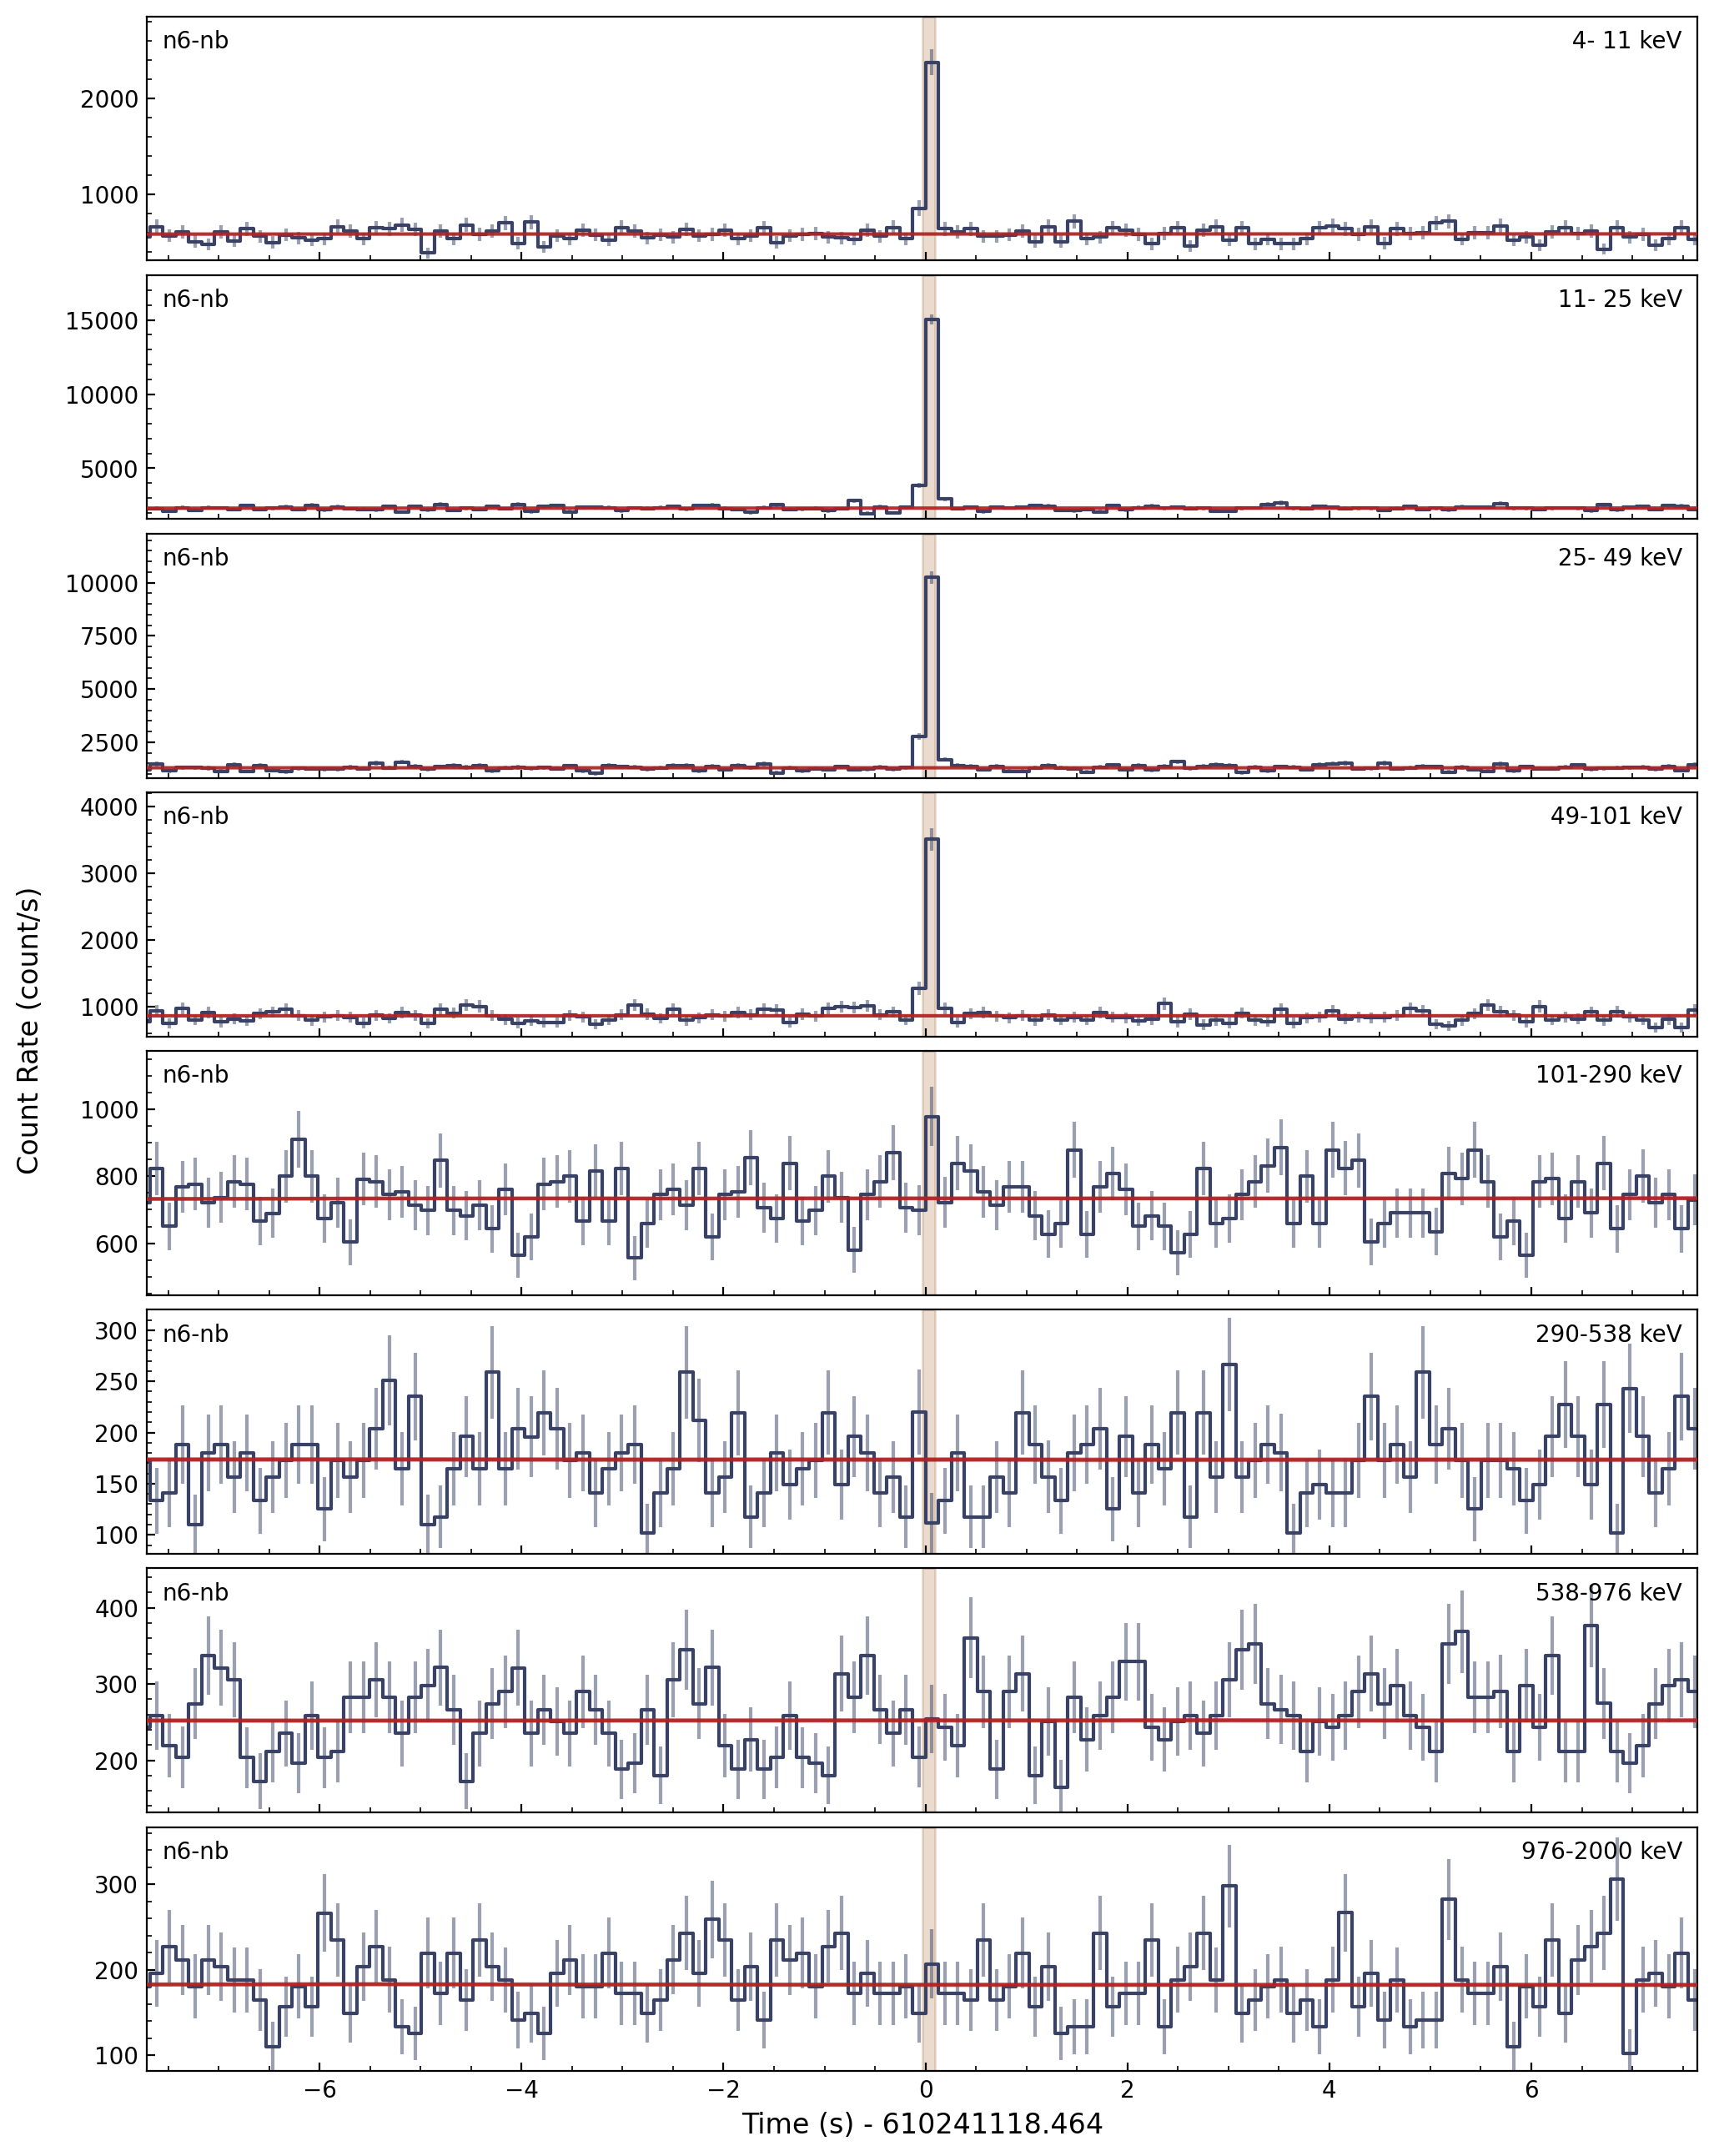 n6-nb 4- 11 keV
2000
1000
n6-nb 11- 25 keV
15000
10000
5000
n6-nb 25- 49 keV
10000
7500
5000
2500
n6-nb 49-101 keV
4000
3000
2000
1000
n6-nb 101-290 keV
1000
800
600
n6-nb 290-538 keV
300
250
200
150
100
n6-nb 538-976 keV
400
300
200
n6-nb 976-2000 keV
300
200
100
−6 −4 −2 0 2 4 6
Time (s) - 610241118.464
Count Rate (count/s)